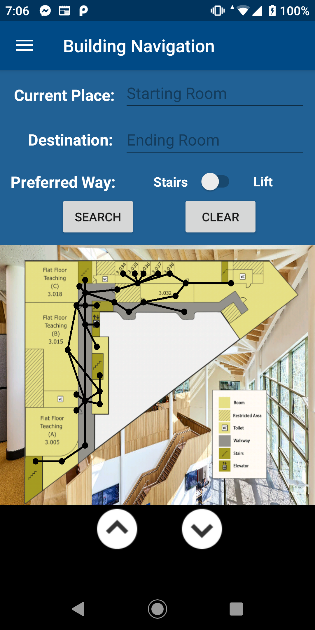 7:06 100%
Building Navigation
Current Place: Starting Room
Destination: Ending Room
Preferred Way: Stairs Lift
SEARCH CLEAR
Flat Floor
Teaching
(C)
3.018
3.032
Flat Floor
Teaching
(B)
3.015
Flat Floor
Teaching
(A)
3.005
Room
Restricted Area
Toilet
Walkway
Stairs
Elevator